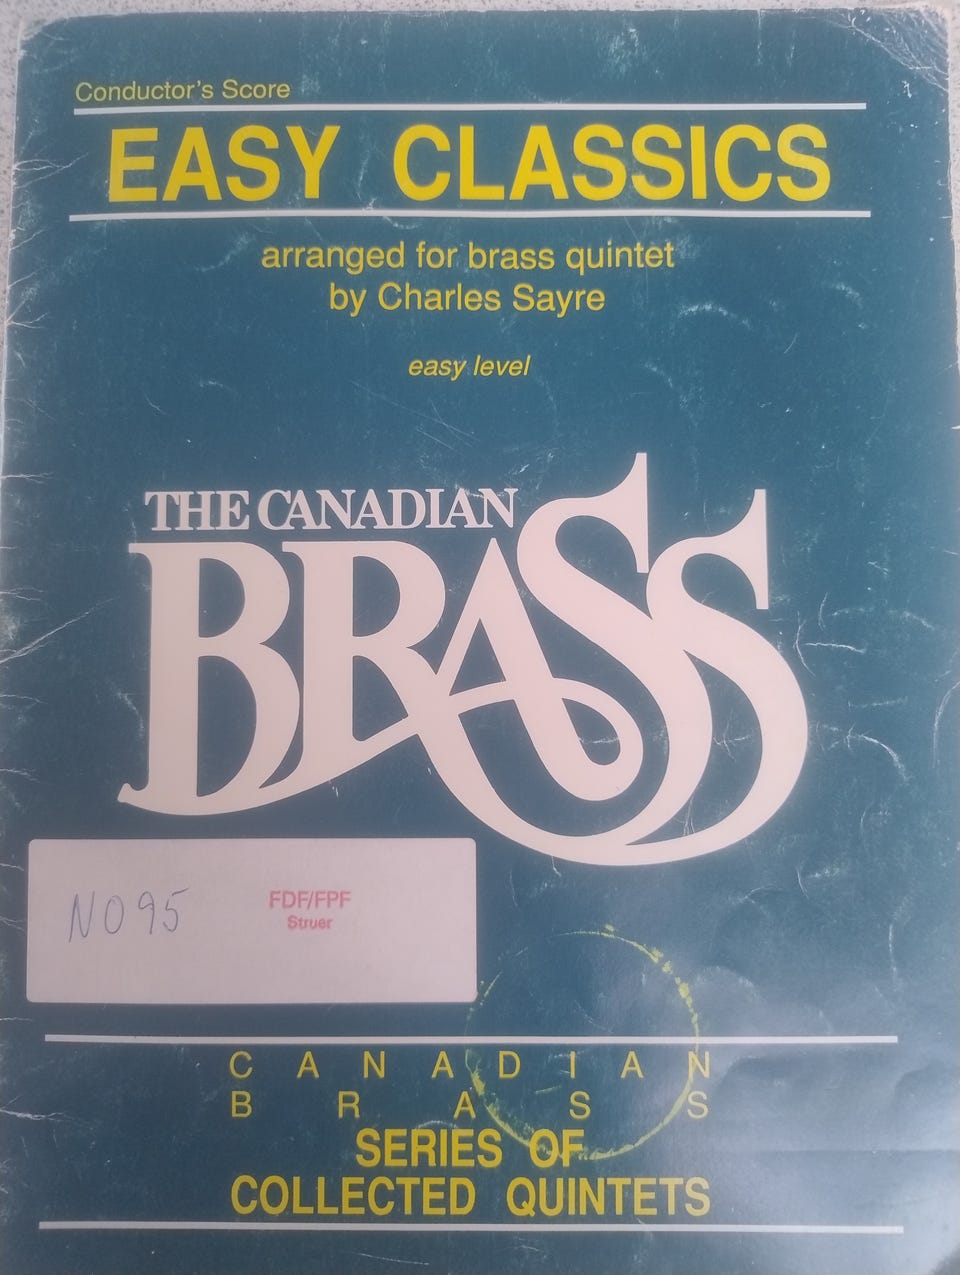 Conductor's Score
EASY CLASSICS
arranged for brass quintet
by Charles Sayre
easy level
THE CANADIAN
BRASS
NO95
FDF/FPF
Struer
CANADIAN
BRASS
SERIES OF
COLLECTED QUINTETS